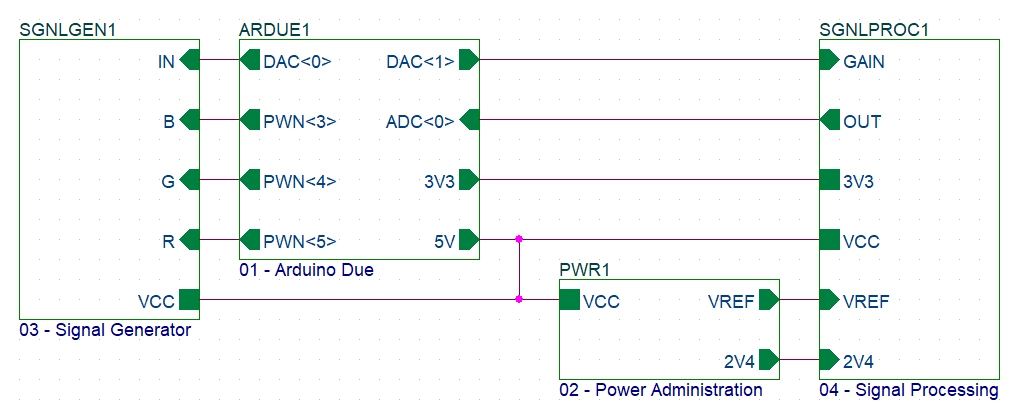 SGNLGEN1
ARDUE1
SGNLPROC1
IN
DAC<0>
DAC<1>
GAIN
B
PWN<3>
ADC<0>
OUT
G
PWN<4>
3V3
3V3
R
PWN<5>
5V
VCC
01 - Arduino Due
PWR1
VCC
VCC
VREF
VREF
03 - Signal Generator
2V4
2V4
02 - Power Administration
04 - Signal Processing